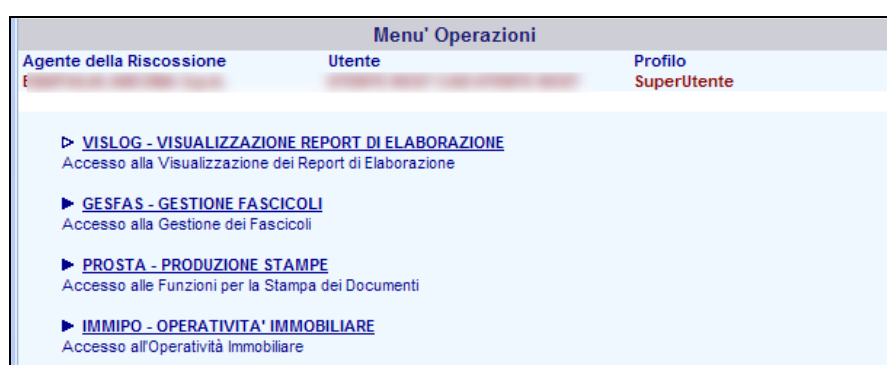 Menu' Operazioni
Agente della Riscossione Utente Profilo
SuperUtente
VISLOG - VISUALIZZAZIONE REPORT DI ELABORAZIONE
Accesso alla Visualizzazione dei Report di Elaborazione
GESFAS - GESTIONE FASCICOLI
Accesso alla Gestione dei Fascicoli
PROSTA - PRODUZIONE STAMPE
Accesso alle Funzioni per la Stampa dei Documenti
IMMIPO - OPERATIVITA' IMMOBILIARE
Accesso all'Operatività Immobiliare